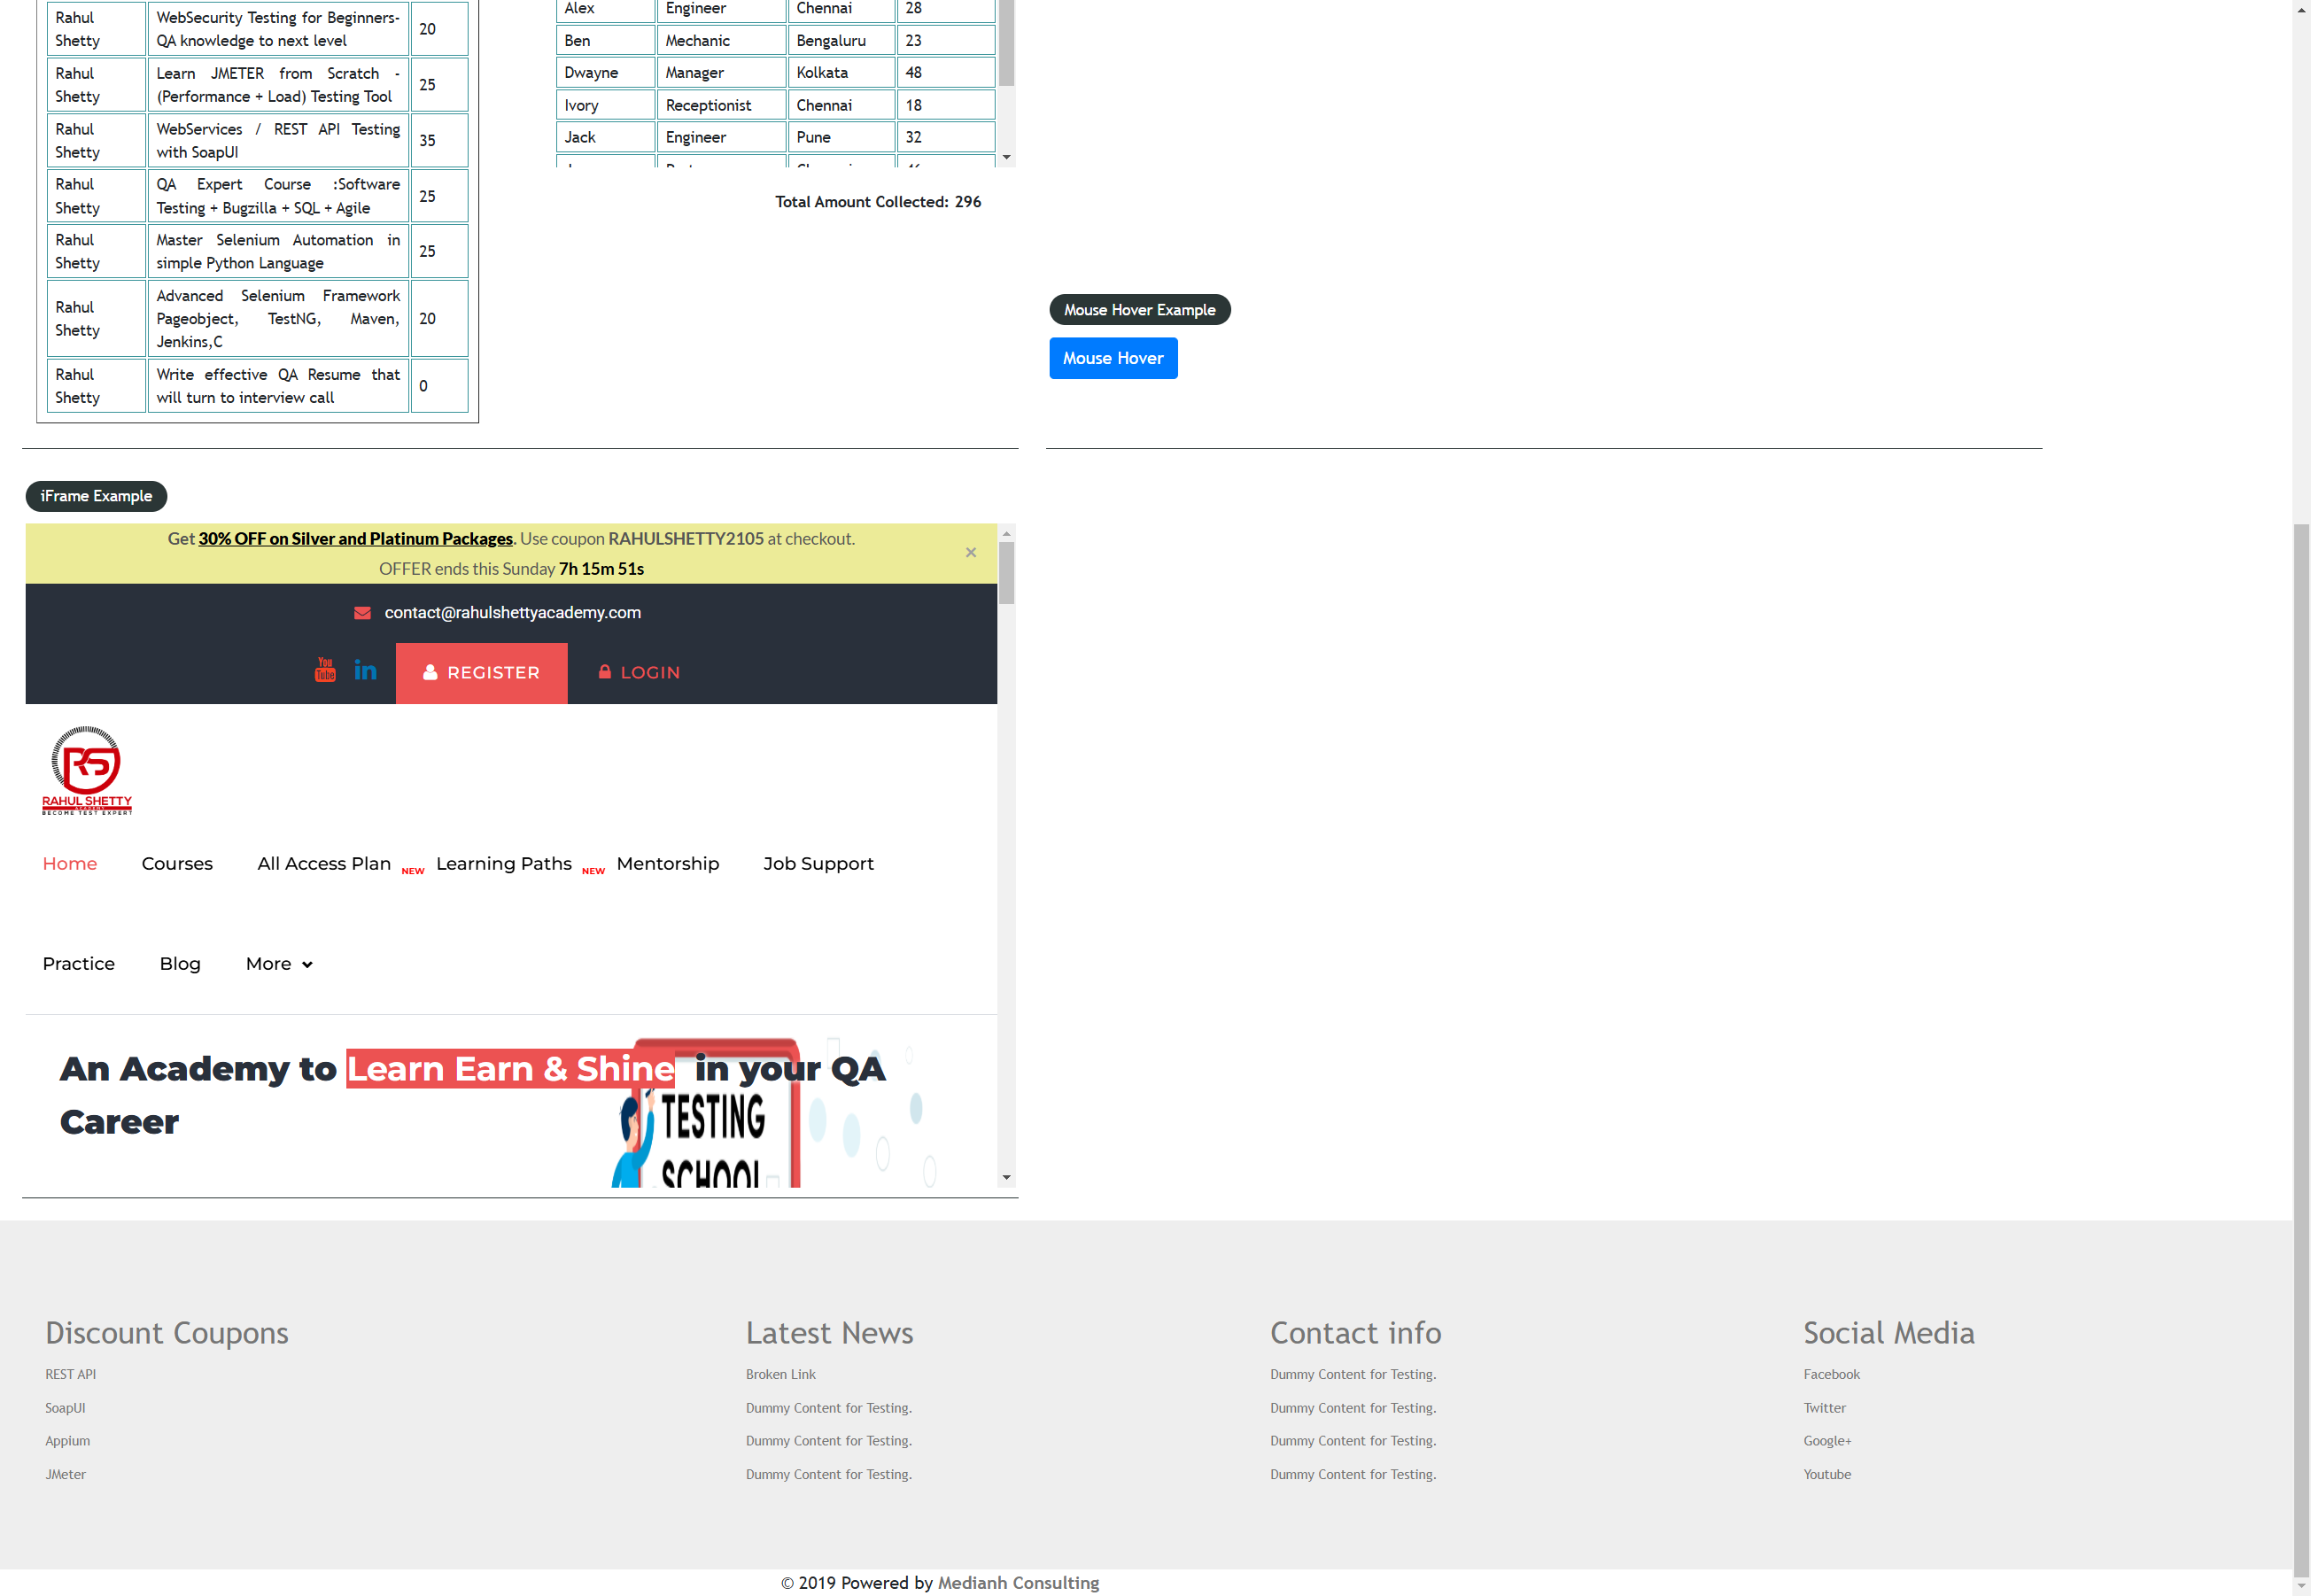 Rahul Shetty
WebSecurity Testing for Beginners-QA knowledge to next level
20
Rahul Shetty
Learn JMETER from Scratch - (Performance + Load) Testing Tool
25
Rahul Shetty
WebServices / REST API Testing with SoapUI
35
Rahul Shetty
QA Expert Course :Software Testing + Bugzilla + SQL + Agile
25
Rahul Shetty
Master Selenium Automation in simple Python Language
25
Rahul Shetty
Advanced Selenium Framework Pageobject, TestNG, Maven, Jenkins,C
20
Rahul Shetty
Write effective QA Resume that will turn to interview call
0
Alex Engineer Chennai 28
Ben Mechanic Bengaluru 23
Dwayne Manager Kolkata 48
Ivory Receptionist Chennai 18
Jack Engineer Pune 32
Total Amount Collected: 296
Mouse Hover Example
Mouse Hover
iFrame Example
Get 30% OFF on Silver and Platinum Packages. Use coupon RAHULSHETTY2105 at checkout.
OFFER ends this Sunday 7h 15m 51s
×
contact@rahulshettyacademy.com
You Tube
in
REGISTER
LOGIN
RS
RAHUL SHETTY
ACADEMY
BECOME TEST EXPERT
Home Courses All Access Plan NEW Learning Paths NEW Mentorship Job Support
Practice Blog More
An Academy to Learn Earn & Shine in your QA
Career
TESTING
SCHOOL
Discount Coupons
REST API
SoapUI
Appium
JMeter
Latest News
Broken Link
Dummy Content for Testing.
Dummy Content for Testing.
Dummy Content for Testing.
Contact info
Dummy Content for Testing.
Dummy Content for Testing.
Dummy Content for Testing.
Dummy Content for Testing.
Social Media
Facebook
Twitter
Google+
Youtube
© 2019 Powered by Medianh Consulting